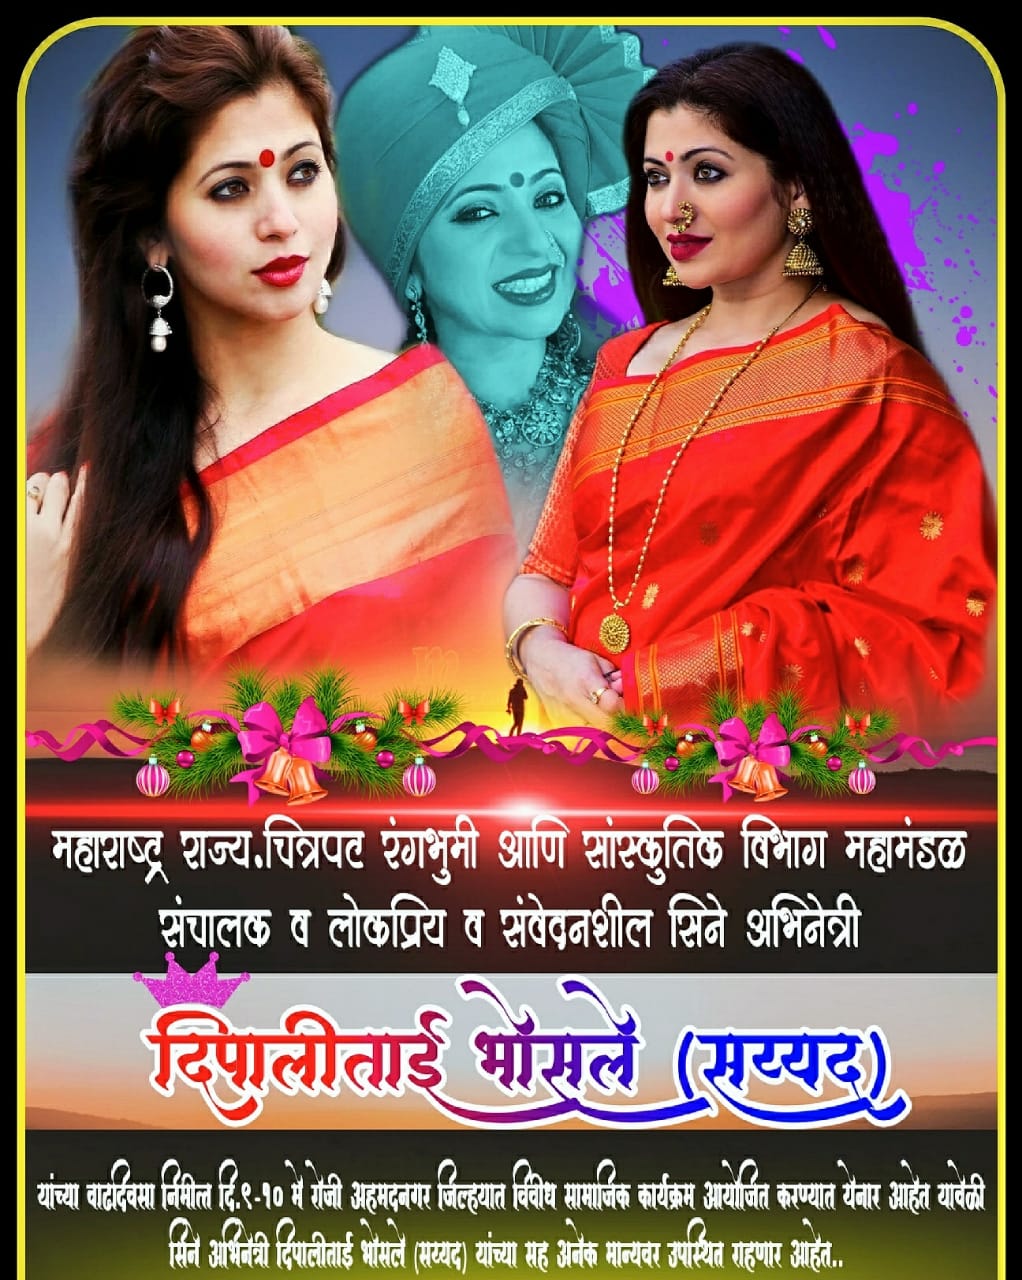 महाराष्ट्र राज्य.चित्रपट रंगभुमी आणि सांस्कुतिक विभाग महामंडळ
संचालक व लोकप्रिय व संवेदनशील सिने अभिनेत्री
दिपालीताई भोसले (सय्यद)
यांच्या वाढदिवसा निमीत्त दि.९-१० मे रोजी अहमदनगर जिल्हयात विविध सामाजिक कार्यक्रम आयोजित करण्यात येनार आहेत यावेळी
सिने अभिनेत्री दिपालीताई भोसले (सय्यद) यांच्या सह अनेक मान्यवर उपस्थित राहणार आहेत..